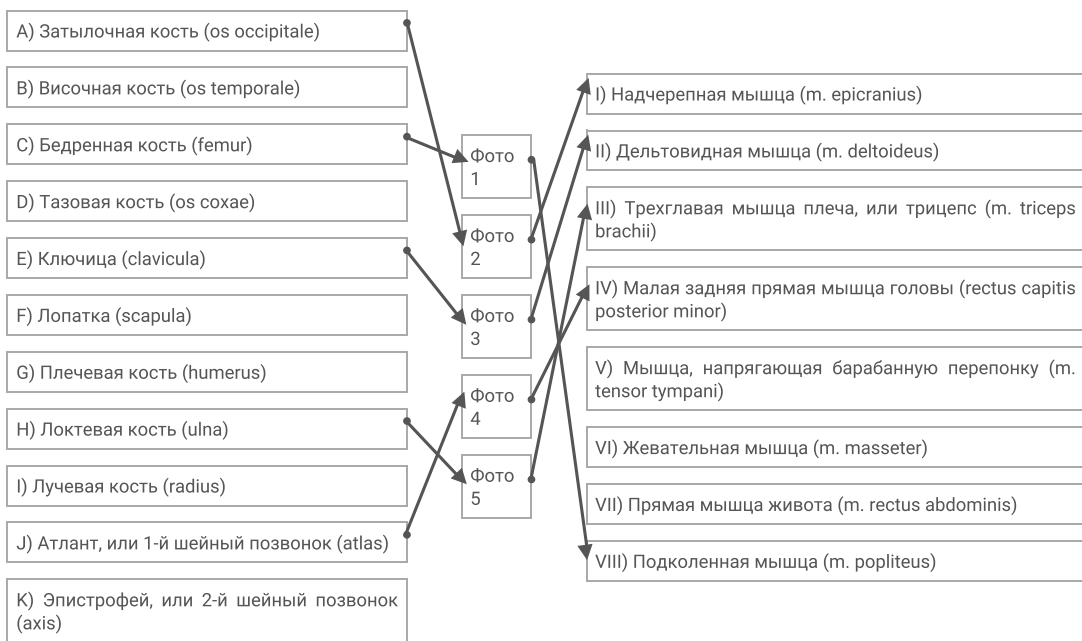 A) Затылочная кость (os occipitale)
B) Височная кость (os temporale)
C) Бедренная кость (femur)
D) Тазовая кость (os coxae)
E) Ключица (clavicula)
F) Лопатка (scapula)
G) Плечевая кость (humerus)
H) Локтевая кость (ulna)
I) Лучевая кость (radius)
J) Атлант, или 1-й шейный позвонок (atlas)
K) Эпистрофей, или 2-й шейный позвонок
(axis)
Фото
1
Фото
2
Фото
3
Фото
4
Фото
5
I) Надчерепная мышца (m. epicranius)
II) Дельтовидная мышца (m. deltoideus)
III) Трехглавая мышца плеча, или трицепс (m. triceps
brachii)
IV) Малая задняя прямая мышца головы (rectus capitis
posterior minor)
V) Мышца, напрягающая барабанную перепонку (m.
tensor tympani)
VI) Жевательная мышца (m. masseter)
VII) Прямая мышца живота (m. rectus abdominis)
VIII) Подколенная мышца (m. popliteus)